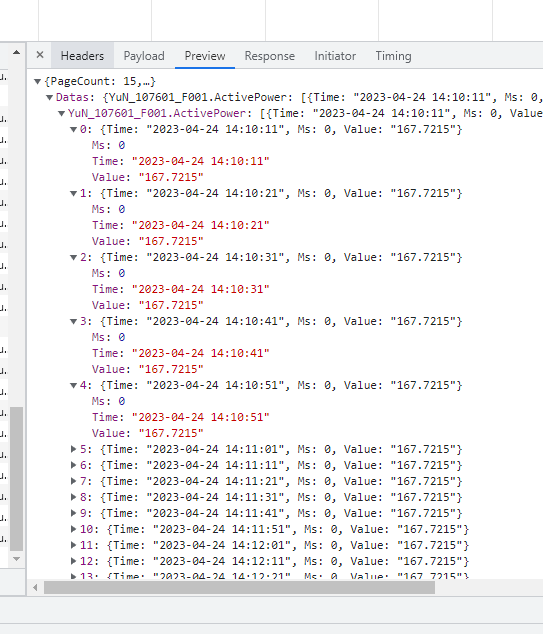 Headers Payload Preview Response Initiator Timing
{PageCount: 15,…}
Datas: {YuN_107601_F001.ActivePower: [{Time: "2023-04-24 14:10:11", Ms: 0,
YuN_107601_F001.ActivePower: [{Time: "2023-04-24 14:10:11", Ms: 0, Value
0: {Time: "2023-04-24 14:10:11", Ms: 0, Value: "167.7215"}
Ms: 0
Time: "2023-04-24 14:10:11"
Value: "167.7215"
1: {Time: "2023-04-24 14:10:21", Ms: 0, Value: "167.7215"}
Ms: 0
Time: "2023-04-24 14:10:21"
Value: "167.7215"
2: {Time: "2023-04-24 14:10:31", Ms: 0, Value: "167.7215"}
Ms: 0
Time: "2023-04-24 14:10:31"
Value: "167.7215"
3: {Time: "2023-04-24 14:10:41", Ms: 0, Value: "167.7215"}
Ms: 0
Time: "2023-04-24 14:10:41"
Value: "167.7215"
4: {Time: "2023-04-24 14:10:51", Ms: 0, Value: "167.7215"}
Ms: 0
Time: "2023-04-24 14:10:51"
Value: "167.7215"
5: {Time: "2023-04-24 14:11:01", Ms: 0, Value: "167.7215"}
6: {Time: "2023-04-24 14:11:11", Ms: 0, Value: "167.7215"}
7: {Time: "2023-04-24 14:11:21", Ms: 0, Value: "167.7215"}
8: {Time: "2023-04-24 14:11:31", Ms: 0, Value: "167.7215"}
9: {Time: "2023-04-24 14:11:41", Ms: 0, Value: "167.7215"}
10: {Time: "2023-04-24 14:11:51", Ms: 0, Value: "167.7215"}
11: {Time: "2023-04-24 14:12:01", Ms: 0, Value: "167.7215"}
12: {Time: "2023-04-24 14:12:11", Ms: 0, Value: "167.7215"}
13: {Time: "2023-04-24 14:12:21", Ms: 0, Value: "167.7215"}